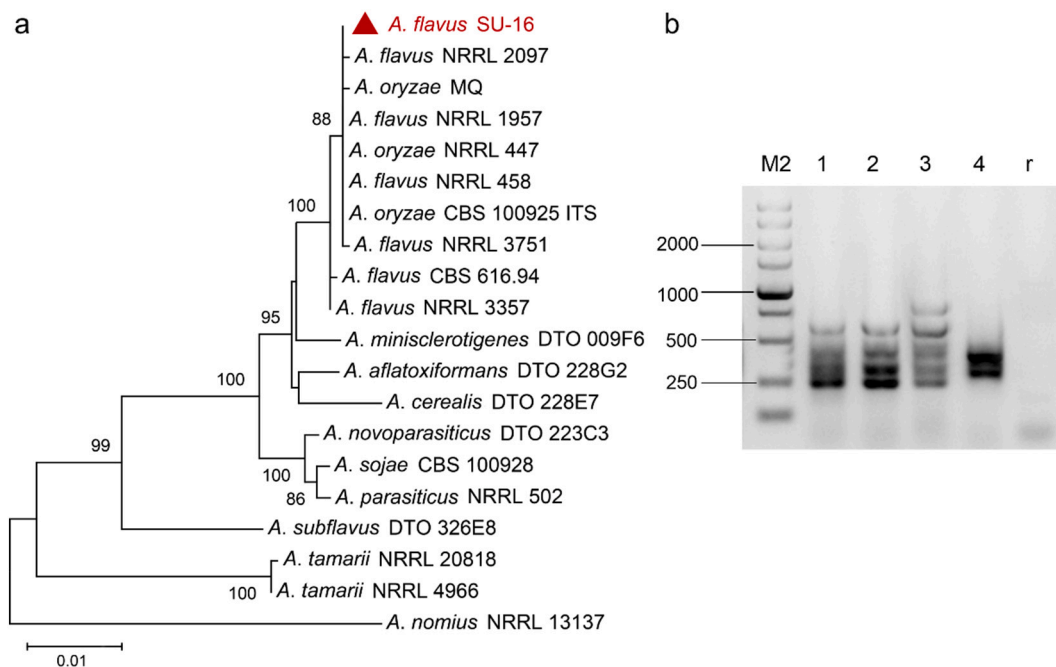 a
A. flavus SU-16
A. flavus NRRL 2097
A. oryzae MQ
88
A. flavus NRRL 1957
A. oryzae NRRL 447
A. flavus NRRL 458
100
A. oryzae CBS 100925 ITS
A. flavus NRRL 3751
A. flavus CBS 616.94
A. flavus NRRL 3357
95
A. minisclerotigenes DTO 009F6
A. aflatoxiformans DTO 228G2
100
A. cerealis DTO 228E7
A. novoparasiticus DTO 223C3
99
A. sojae CBS 100928
100
86
A. parasiticus NRRL 502
A. subflavus DTO 326E8
A. tamarii NRRL 20818
100
A. tamarii NRRL 4966
A. nomius NRRL 13137
0.01
b
M2 1 2 3 4 r
2000
1000
500
250